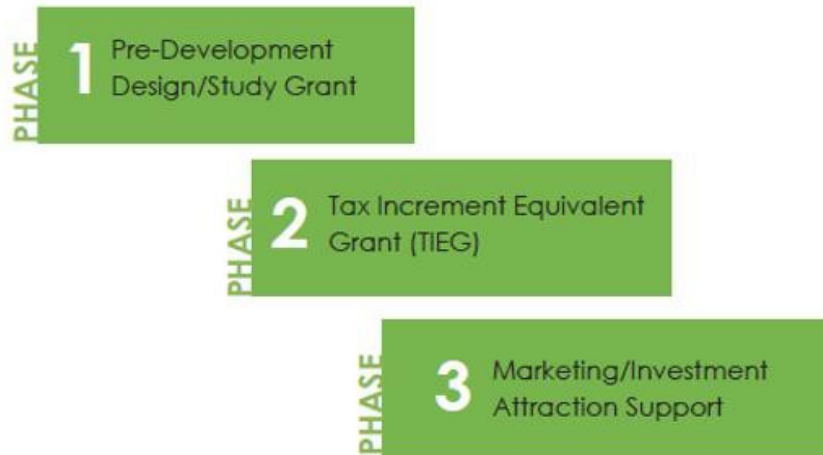 PHASE
1
Pre-Development
Design/Study Grant
PHASE
2
Tax Increment Equivalent
Grant (TIEG)
PHASE
3
Marketing/Investment
Attraction Support